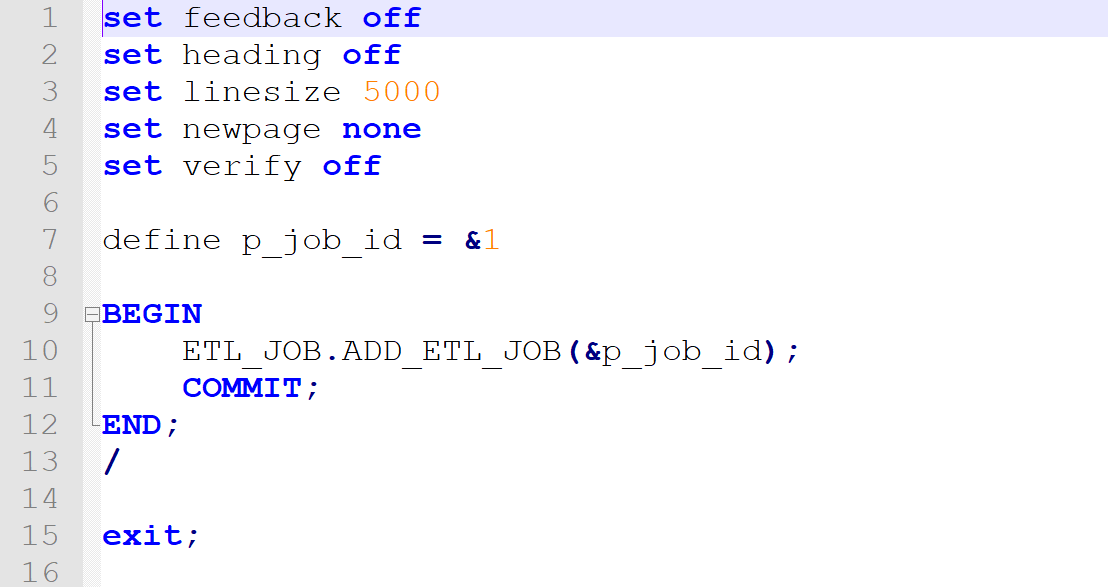 1 set feedback off
2 set heading off
3 set linesize 5000
4 set newpage none
5 set verify off
6
7 define p_job_id = &1
8
9 BEGIN
10 ETL_JOB.ADD_ETL_JOB(&p_job_id);
11 COMMIT;
12 END;
13 /
14
15 exit;
16